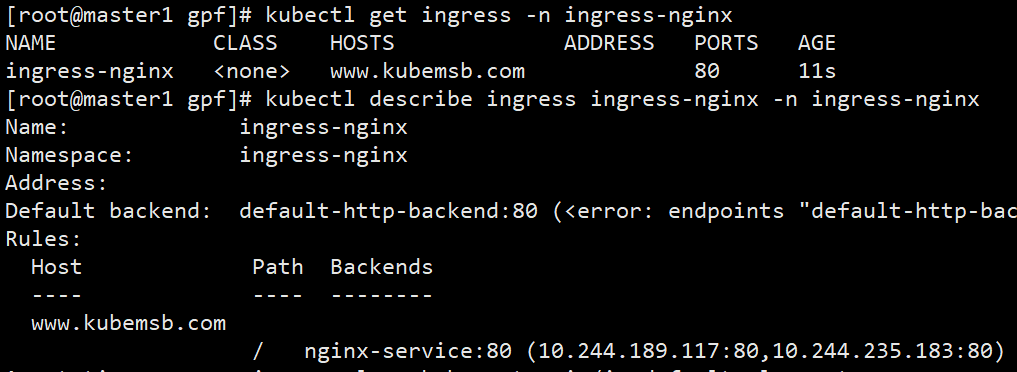 [root@master1 gpf]# kubectl get ingress -n ingress-nginx
NAME CLASS HOSTS ADDRESS PORTS AGE
ingress-nginx <none> www.kubemsb.com 80 11s
[root@master1 gpf]# kubectl describe ingress ingress-nginx -n ingress-nginx
Name: ingress-nginx
Namespace: ingress-nginx
Address:
Default backend: default-http-backend:80 (<error: endpoints "default-http-bac
Rules:
Host Path Backends
---- ---- --------
www.kubemsb.com
/ nginx-service:80 (10.244.189.117:80,10.244.235.183:80)